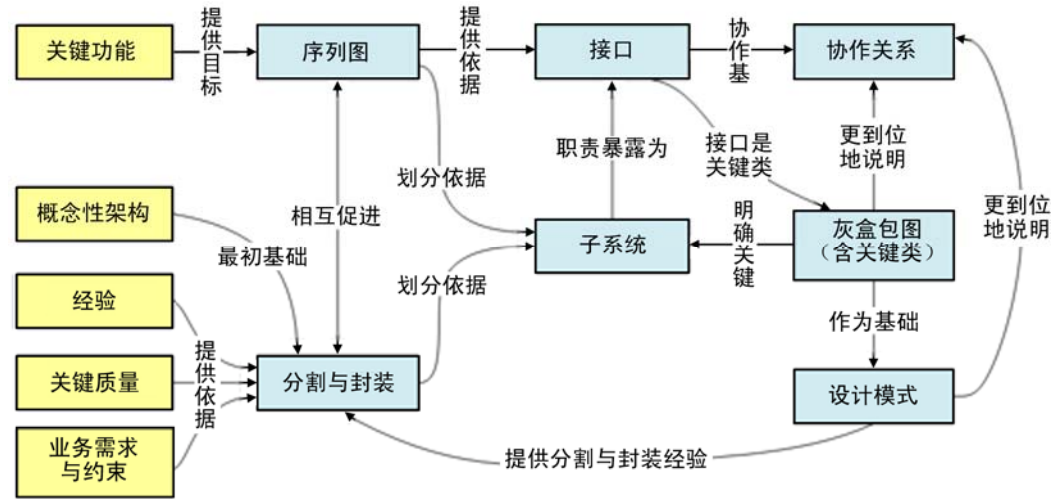 关键功能
提供目标
序列图
提供依据
接口
协作基
协作关系
职责暴露为
接口是
关键类
更到位
地说明
划分依据
概念性架构
相互促进
子系统
明确关键
灰盒包图
（含关键类）
更到位
地说明
最初基础
划分依据
经验
作为基础
提供依据
关键质量
分割与封装
设计模式
业务需求
与约束
提供分割与封装经验